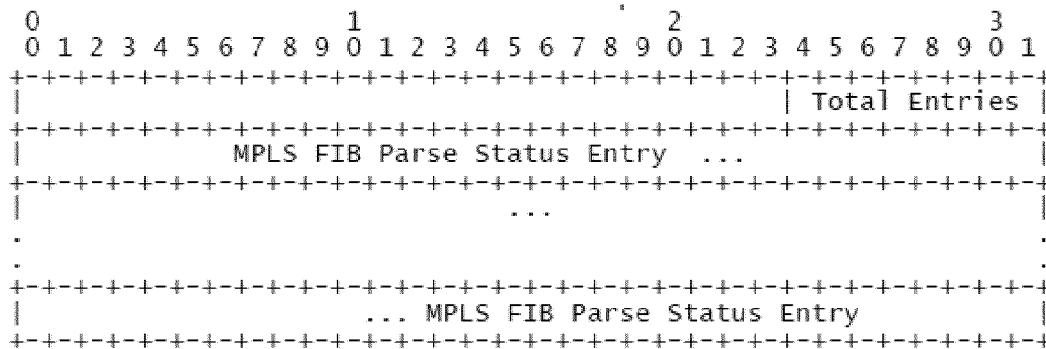 0                   1                   2                   3
0 1 2 3 4 5 6 7 8 9 0 1 2 3 4 5 6 7 8 9 0 1 2 3 4 5 6 7 8 9 0 1
+-+-+-+-+-+-+-+-+-+-+-+-+-+-+-+-+-+-+-+-+-+-+-+-+-+-+-+-+-+-+-+-+
|                                               | Total Entries |
+-+-+-+-+-+-+-+-+-+-+-+-+-+-+-+-+-+-+-+-+-+-+-+-+-+-+-+-+-+-+-+-+
|             MPLS FIB Parse Status Entry  ...                  |
+-+-+-+-+-+-+-+-+-+-+-+-+-+-+-+-+-+-+-+-+-+-+-+-+-+-+-+-+-+-+-+-+
|                              ...                              |
.                                                               .
.                                                               .
+-+-+-+-+-+-+-+-+-+-+-+-+-+-+-+-+-+-+-+-+-+-+-+-+-+-+-+-+-+-+-+-+
|                     ... MPLS FIB Parse Status Entry           |
+-+-+-+-+-+-+-+-+-+-+-+-+-+-+-+-+-+-+-+-+-+-+-+-+-+-+-+-+-+-+-+-+